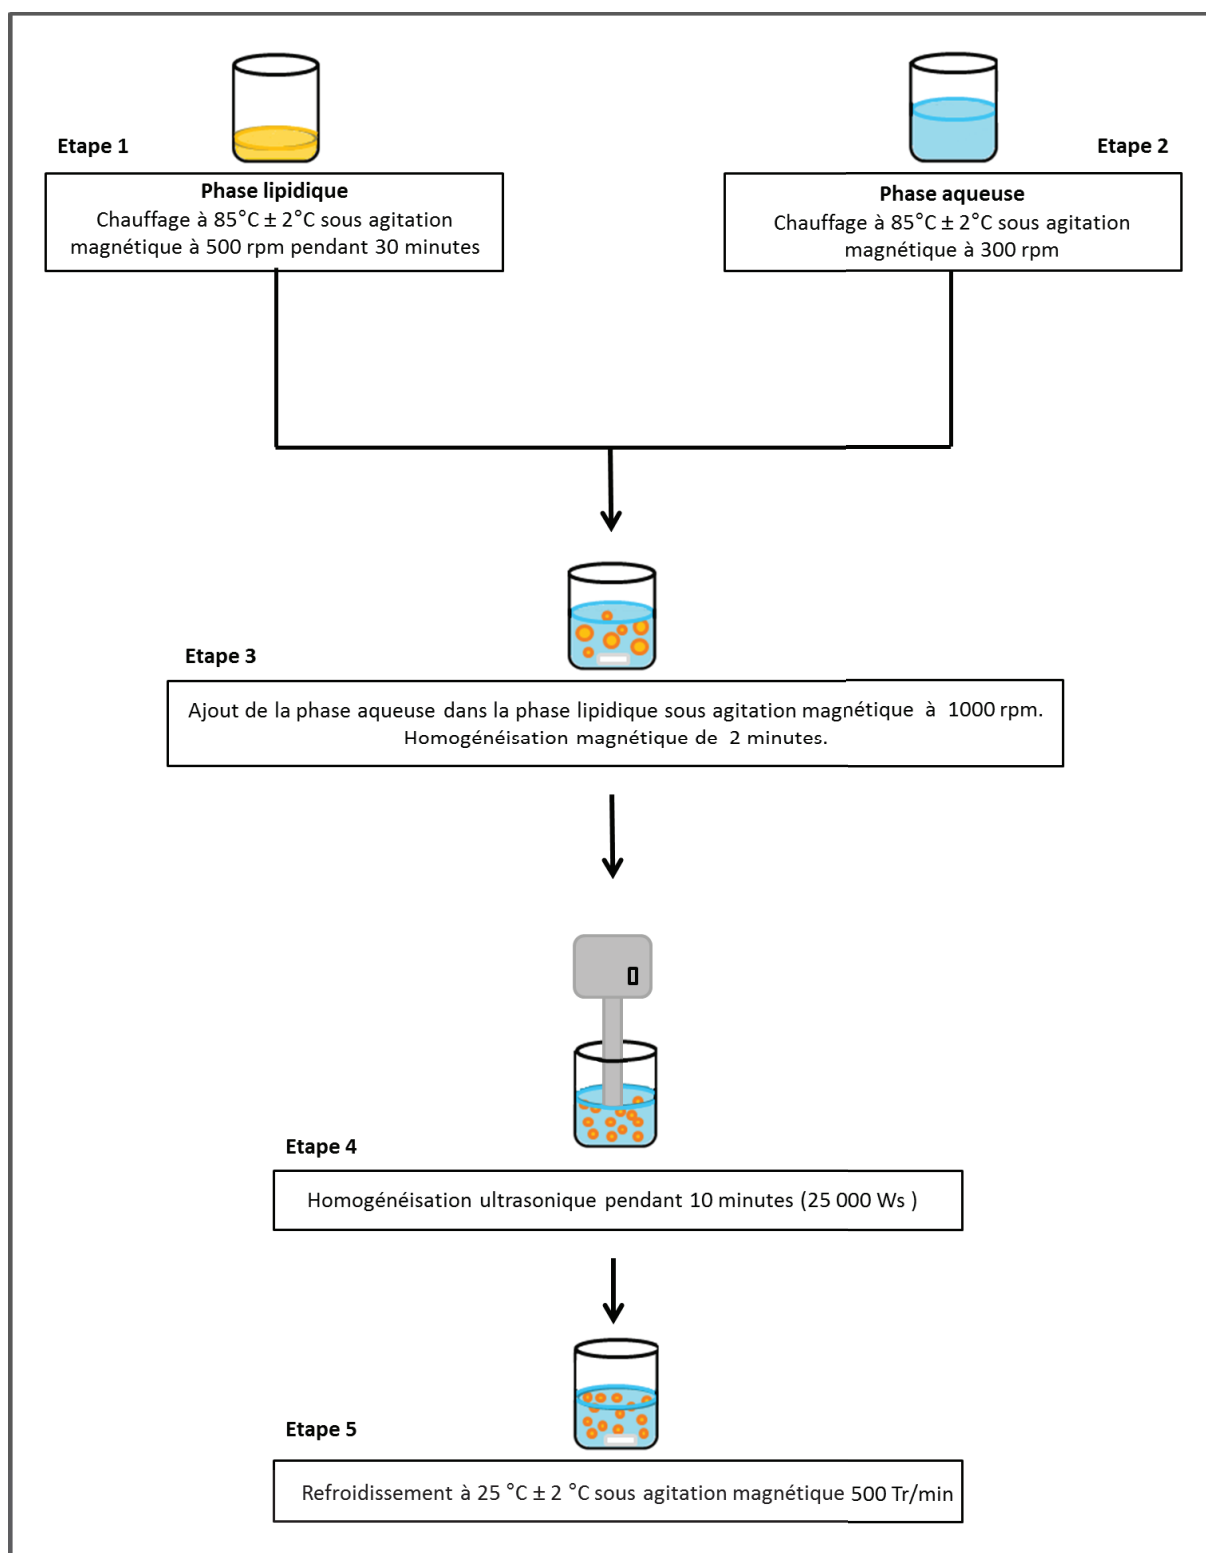 Etape 1
Phase lipidique
Chauffage à 85°C ± 2°C sous agitation
magnétique à 500 rpm pendant 30 minutes
Etape 2
Phase aqueuse
Chauffage à 85°C ± 2°C sous agitation
magnétique à 300 rpm
Etape 3
Ajout de la phase aqueuse dans la phase lipidique sous agitation magnétique à 1000 rpm.
Homogénéisation magnétique de 2 minutes.
Etape 4
Homogénéisation ultrasonique pendant 10 minutes (25 000 Ws )
Etape 5
Refroidissement à 25 °C ± 2 °C sous agitation magnétique 500 Tr/min